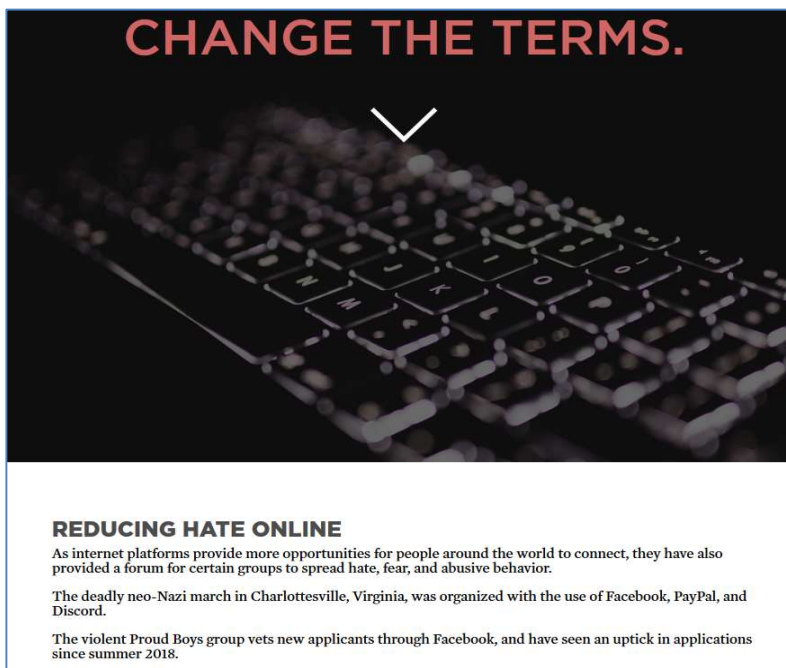 CHANGE THE TERMS.
N J I 9
M K O O
L P
REDUCING HATE ONLINE
As internet platforms provide more opportunities for people around the world to connect, they have also
provided a forum for certain groups to spread hate, fear, and abusive behavior.
The deadly neo-Nazi march in Charlottesville, Virginia, was organized with the use of Facebook, PayPal, and
Discord.
The violent Proud Boys group vets new applicants through Facebook, and have seen an uptick in applications
since summer 2018.